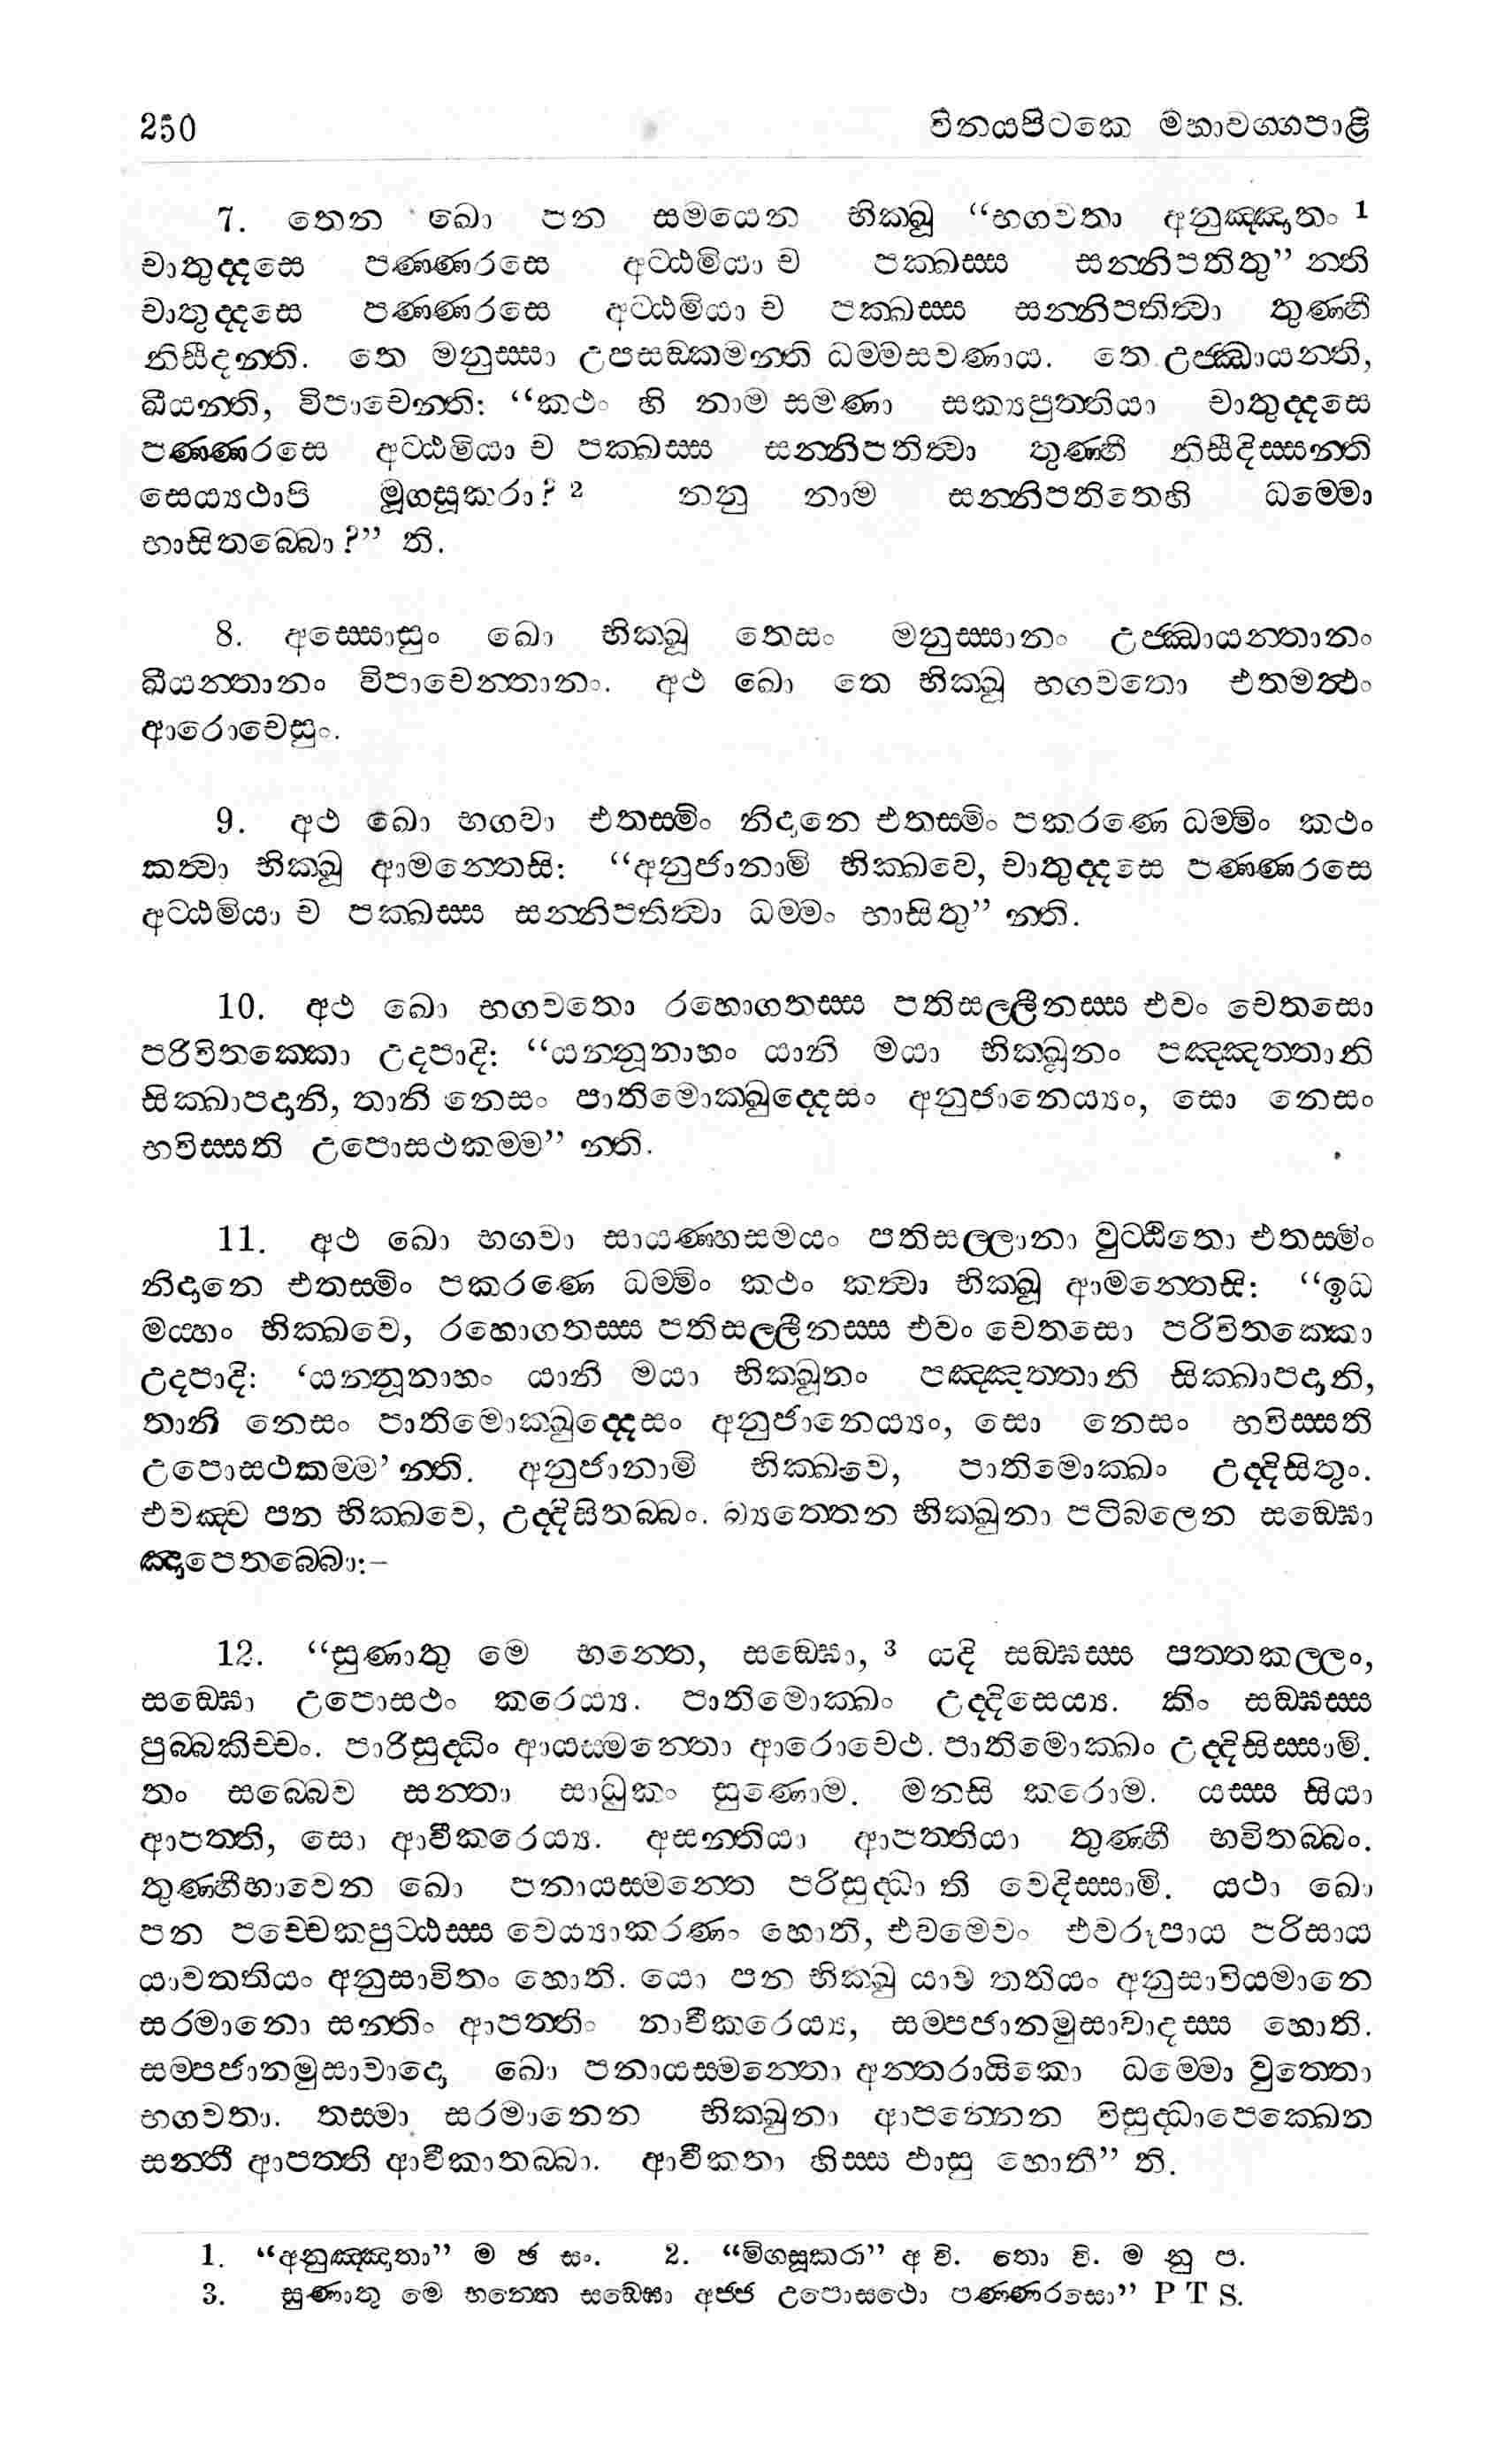 250 විනයපිටකෙ මහාවග්ගපාළි
7. තෙන ඛො පන සමයෙන භික්ඛූ “භගවතා අනුඤ්ඤාතං 1
චාතුද්දසෙ පණ්ණරසෙ අට්ඨමියා ච පක්ඛස්ස සන්නිපතිතු” න්ති
චාතුද්දසෙ පණ්ණරසෙ අට්ඨමියා ච පක්ඛස්ස සන්නිපතිත්වා තුණ්හී
නිසීදන්ති. තෙ මනුස්සා උපසඞ්කමන්ති ධම්මසවණාය. තෙ උජ්ඣායන්ති,
ඛීයන්ති, විපාචෙන්ති: “කථං හි නාම සමණා සක්‍යපුත්තියා චාතුද්දසෙ
පණ්ණරසෙ අට්ඨමියා ච පක්ඛස්ස සන්නිපතිත්වා තුණ්හී නිසීදිස්සන්ති
සෙය්‍යථාපි මූගසූකරා? 2 නනු නාම සන්නිපතිතෙහි ධම්මො
භාසිතබ්බො?” ති.
8. අස්සොසුං ඛො භික්ඛූ තෙසං මනුස්සානං උජ්ඣායන්තානං
ඛීයන්තානං විපාචෙන්තානං. අථ ඛො තෙ භික්ඛූ භගවතො එතමත්ථං
ආරොචෙසුං.
9. අථ ඛො භගවා එතස්මිං නිදානෙ එතස්මිං පකරණෙ ධම්මිං කථං
කත්වා භික්ඛූ ආමන්තෙසි: “අනුජානාමි භික්ඛවෙ, චාතුද්දසෙ පණ්ණරසෙ
අට්ඨමියා ච පක්ඛස්ස සන්නිපතිත්වා ධම්මං භාසිතු” න්ති.
10. අථ ඛො භගවතො රහොගතස්ස පතිසල්ලීනස්ස එවං චෙතසො
පරිවිතක්කො උදපාදි: “යන්නූනාහං යානි මයා භික්ඛූනං පඤ්ඤත්තානි
සික්ඛාපදානි, තානි නෙසං පාතිමොක්ඛුද්දෙසං අනුජානෙය්‍යං, සො නෙසං
භවිස්සති උපොසථකම්ම” න්ති.
11. අථ ඛො භගවා සායණ්හසමයං පතිසල්ලානා වුට්ඨිතො එතස්මිං
නිදානෙ එතස්මිං පකරණෙ ධම්මිං කථං කත්වා භික්ඛූ ආමන්තෙසි: “ඉධ
මය්හං භික්ඛවෙ, රහොගතස්ස පතිසල්ලීනස්ස එවං චෙතසො පරිවිතක්කො
උදපාදි: ‘යන්නූනාහං යානි මයා භික්ඛූනං පඤ්ඤත්තානි සික්ඛාපදානි,
තානි නෙසං පාතිමොක්ඛුද්දෙසං අනුජානෙය්‍යං, සො නෙසං භවිස්සති
උපොසථකම්ම’ න්ති. අනුජානාමි භික්ඛවෙ, පාතිමොක්ඛං උද්දිසිතුං.
එවඤ්ච පන භික්ඛවෙ, උද්දිසිතබ්බං. බ්‍යත්තෙන භික්ඛුනා පටිබලෙන සඞ්ඝො
ඤාපෙතබ්බො:–
12. “සුණාතු මෙ භන්තෙ, සඞ්ඝො, 3 යදි සඞ්ඝස්ස පත්තකල්ලං,
සඞ්ඝො උපොසථං කරෙය්‍ය. පාතිමොක්ඛං උද්දිසෙය්‍ය. කිං සඞ්ඝස්ස
පුබ්බකිච්චං. පාරිසුද්ධිං ආයස්මන්තො ආරොචෙථ. පාතිමොක්ඛං උද්දිසිස්සාමි.
තං සබ්බෙව සන්තා සාධුකං සුණොම. මනසි කරොම. යස්ස සියා
ආපත්ති, සො ආවීකරෙය්‍ය. අසන්තියා ආපත්තියා තුණ්හී භවිතබ්බං.
තුණ්හීභාවෙන ඛො පනායස්මන්තෙ පරිසුද්ධා ති වෙදිස්සාමි. යථා ඛො
පන පච්චෙකපුට්ඨස්ස වෙය්‍යාකරණං හොති, එවමෙවං එවරූපාය පරිසාය
යාවතතියං අනුසාවිතං හොති. යො පන භික්ඛු යාව තතියං අනුසාවියමානෙ
සරමානො සන්තිං ආපත්තිං නාවීකරෙය්‍ය, සම්පජානමුසාවාදස්ස හොති.
සම්පජානමුසාවාදො ඛො පනායස්මන්තො අන්තරායිකො ධම්මො වුත්තො
භගවතා. තස්මා සරමානෙන භික්ඛුනා ආපන්නෙන විසුද්ධාපෙක්ඛෙන
සන්තී ආපත්ති ආවීකාතබ්බා. ආවීකතා හිස්ස ඵාසු හොතී” ති.
1. “අනුඤ්ඤාතා” ම ඡ සං. 2. “මිගසූකරා” අ වි. තො වි. ම නු ප.
3. සුණාතු මෙ භන්තෙ සඞ්ඝො අජ්ජ උපොසථො පණ්ණරසො” P T S.